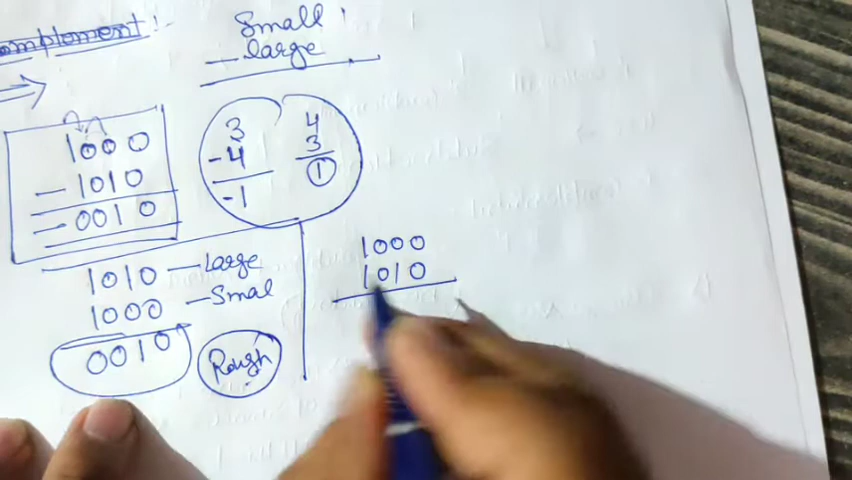 omplement :-
Small
— large
1000
— 1010
— 0010
3
- 4
-1
4
3
1
1010 — Large
1000 — Smal
0010
Rough
1000
1010